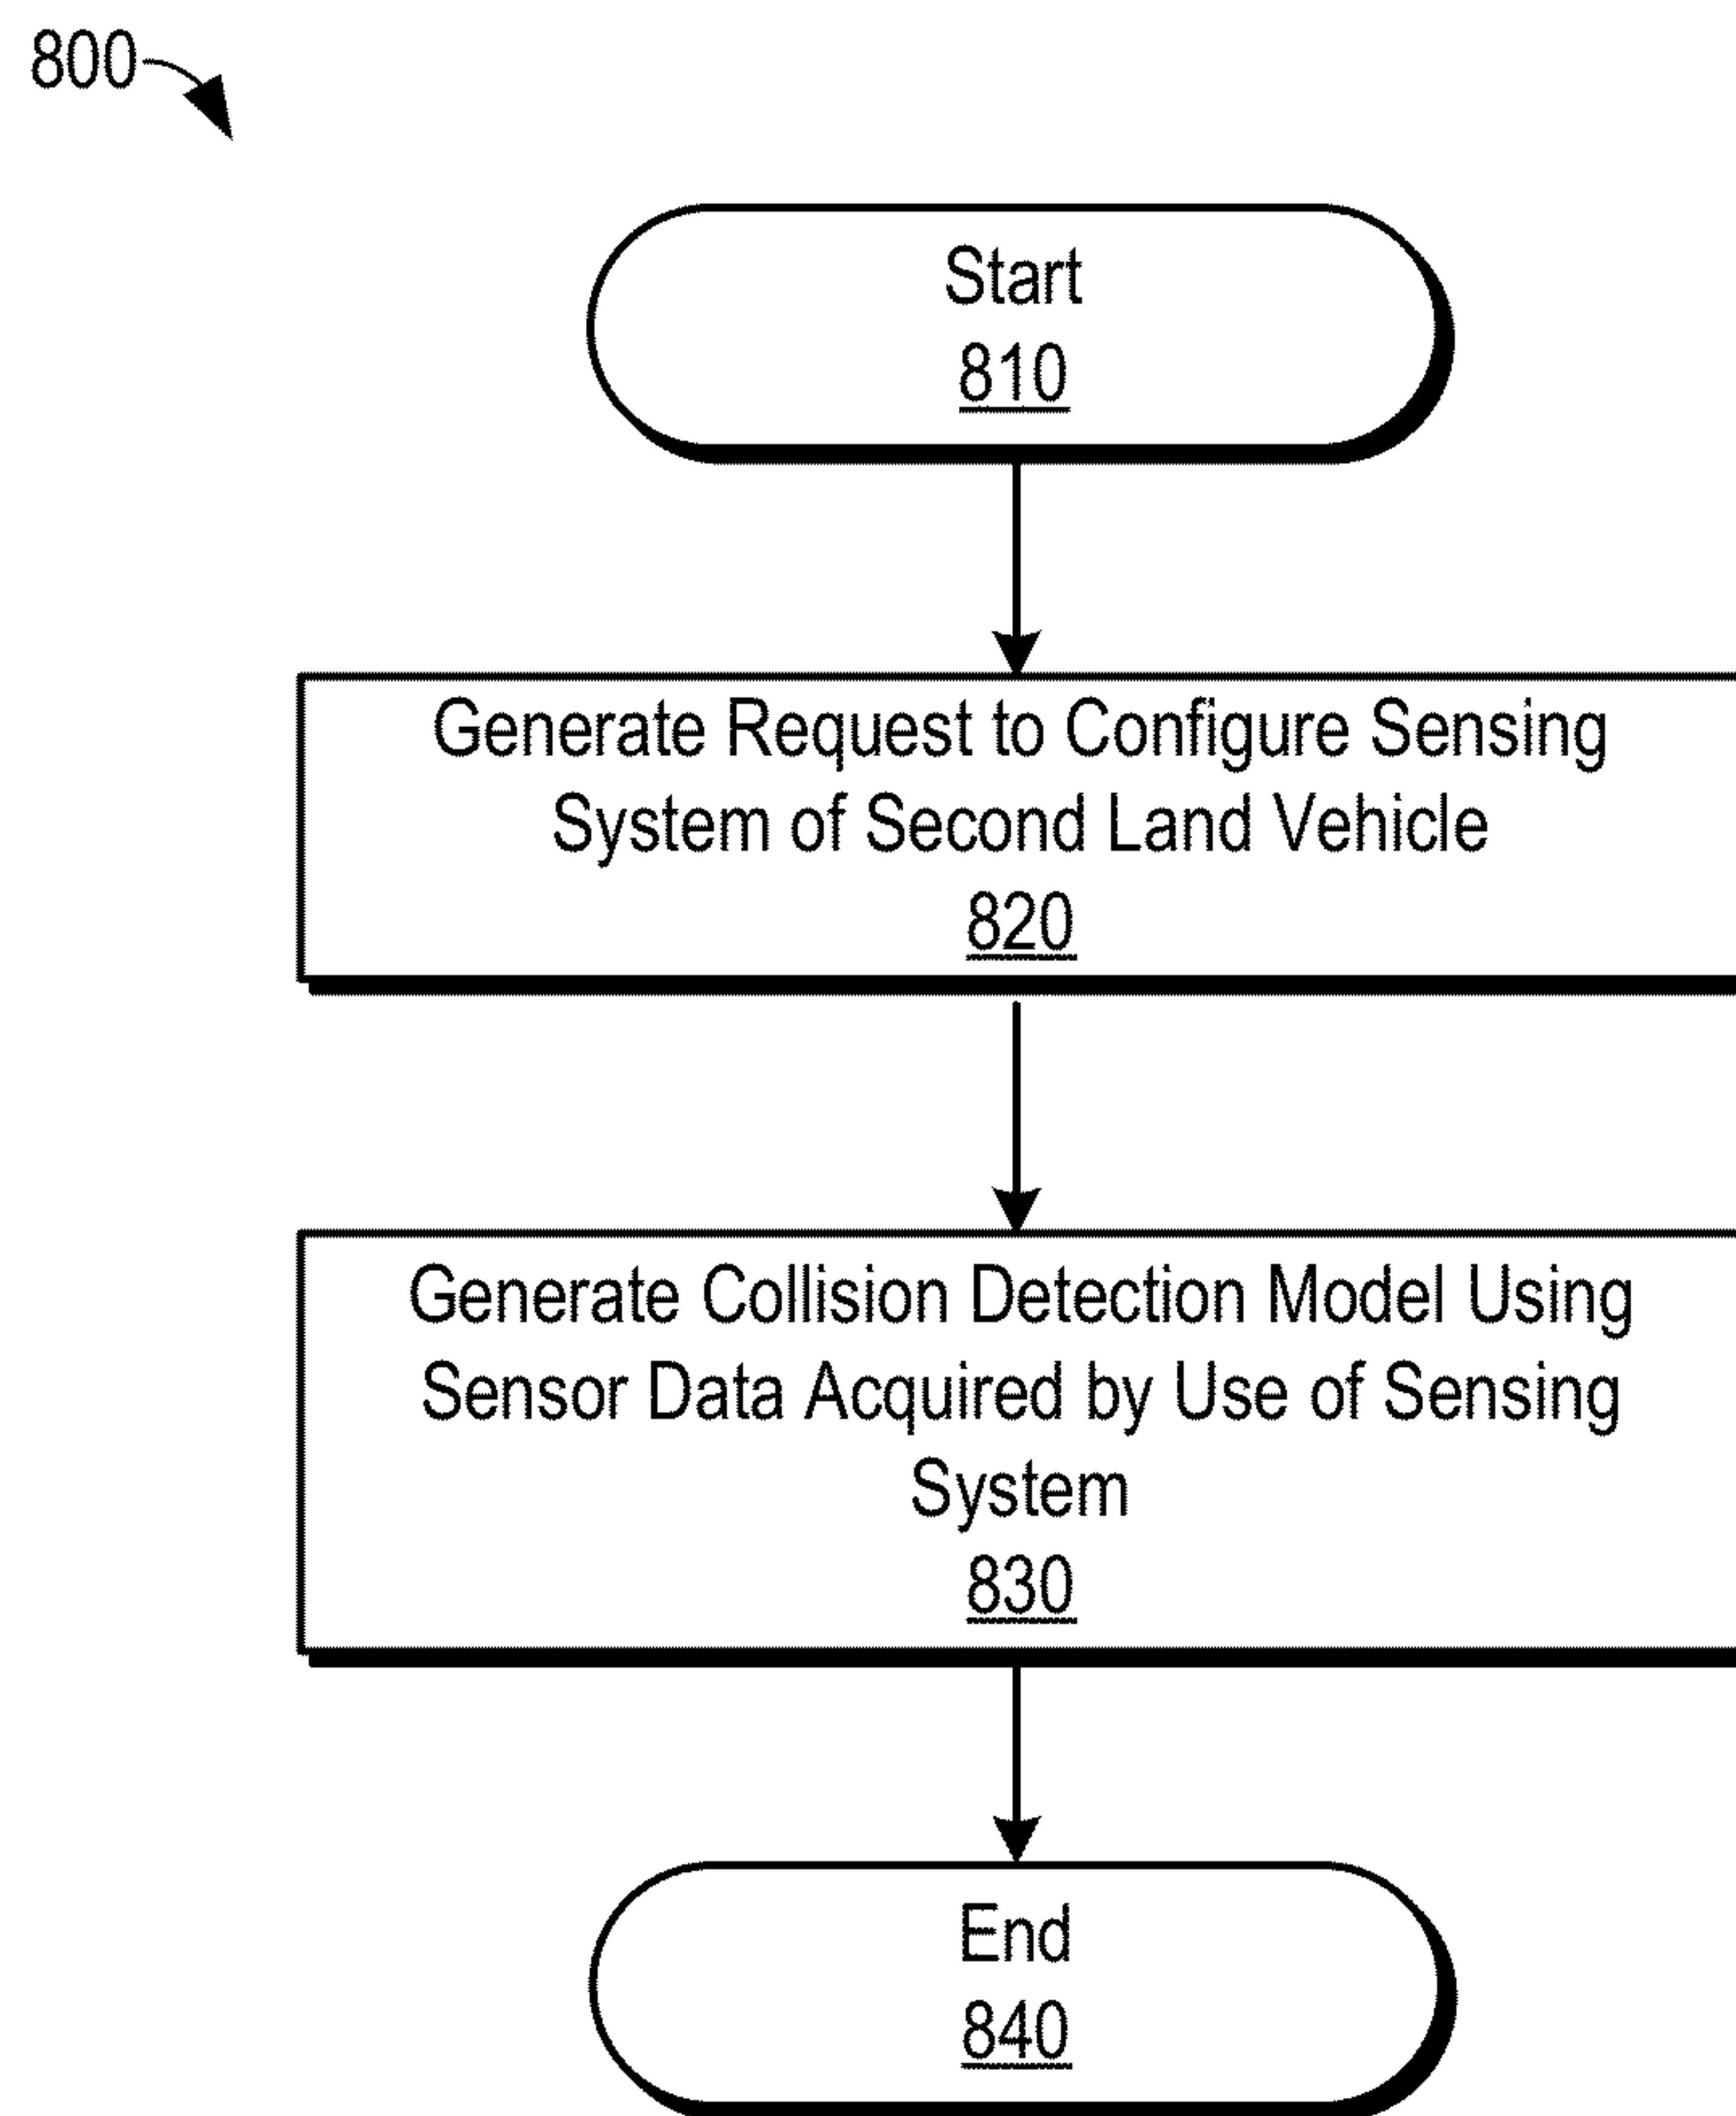 800
Start
810
Generate Request to Configure Sensing
System of Second Land Vehicle
820
Generate Collision Detection Model Using
Sensor Data Acquired by Use of Sensing
System
830
End
840